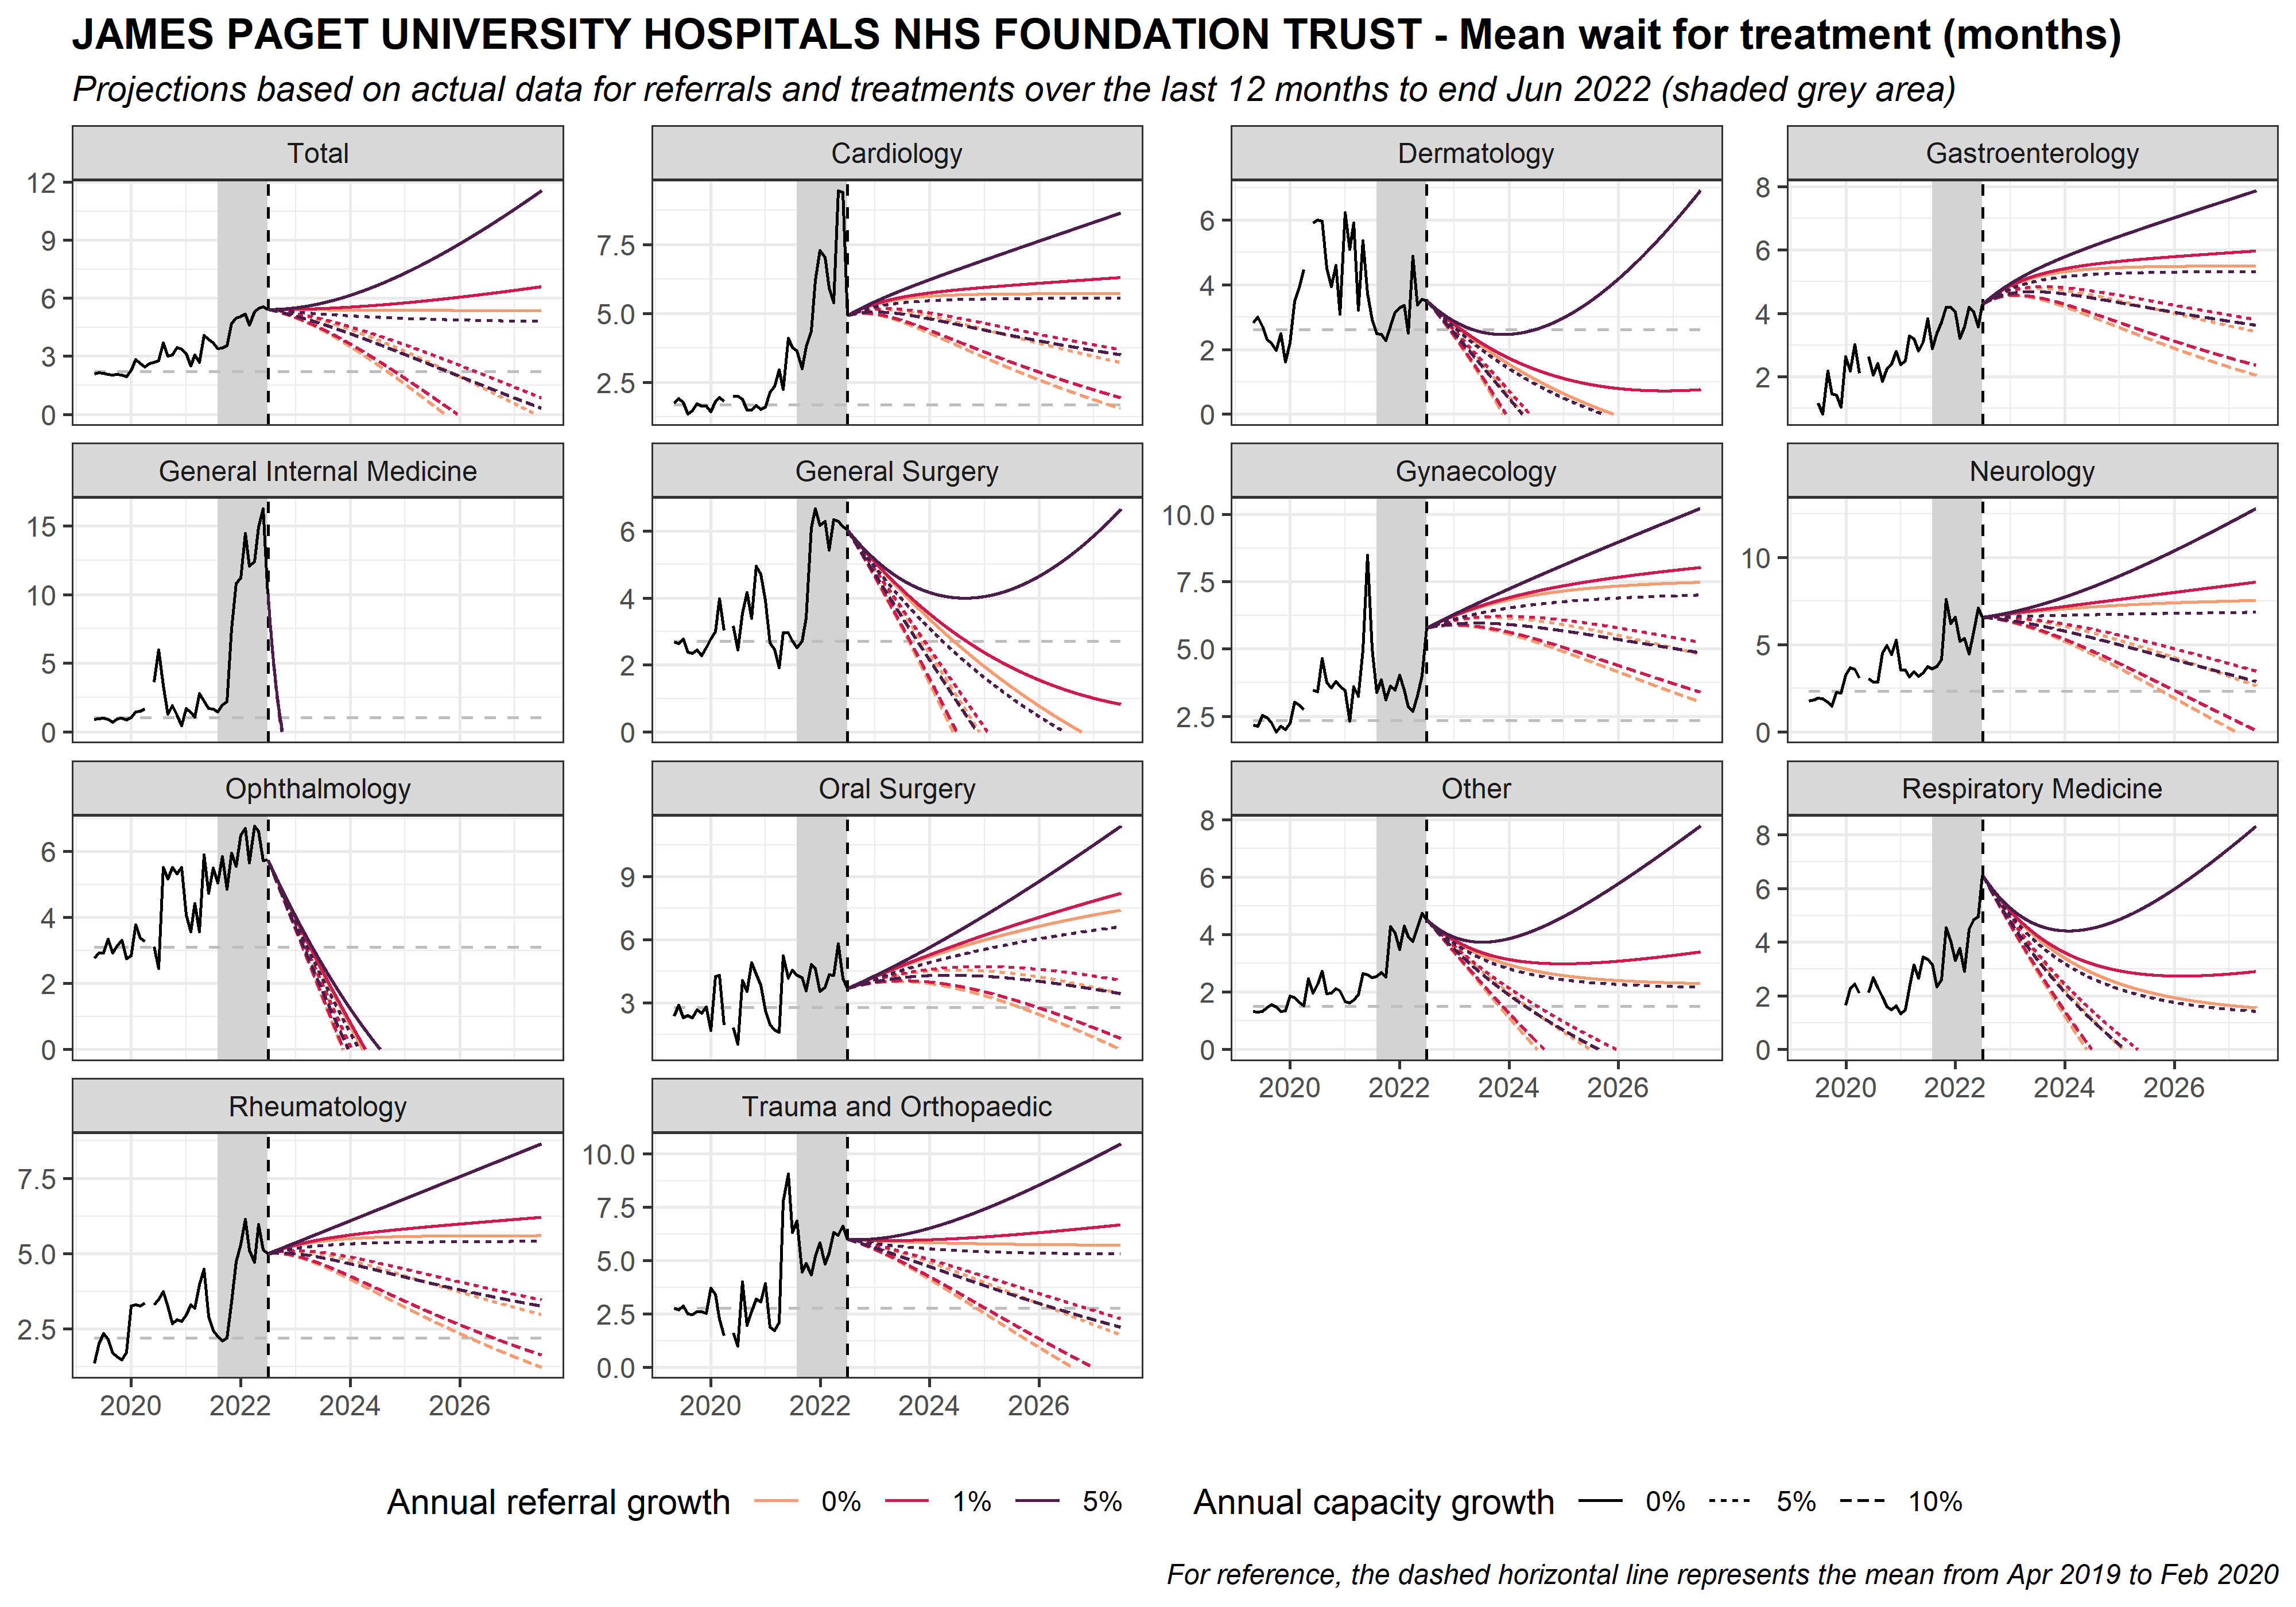 JAMES PAGET UNIVERSITY HOSPITALS NHS FOUNDATION TRUST - Mean wait for treatment (months)
Projections based on actual data for referrals and treatments over the last 12 months to end Jun 2022 (shaded grey area)
Total
12
9
6
3
0
Cardiology
7.5
5.0
2.5
Dermatology
6
4
2
0
Gastroenterology
8
6
4
2
General Internal Medicine
15
10
5
0
General Surgery
6
4
2
0
Gynaecology
10.0
7.5
5.0
2.5
Neurology
10
5
0
Ophthalmology
6
4
2
0
Oral Surgery
9
6
3
Other
8
6
4
2
0
2020 2022 2024 2026
Respiratory Medicine
8
6
4
2
0
2020 2022 2024 2026
Rheumatology
7.5
5.0
2.5
2020 2022 2024 2026
Trauma and Orthopaedic
10.0
7.5
5.0
2.5
0.0
2020 2022 2024 2026
Annual referral growth 0% 1% 5%
Annual capacity growth 0% 5% 10%
For reference, the dashed horizontal line represents the mean from Apr 2019 to Feb 2020